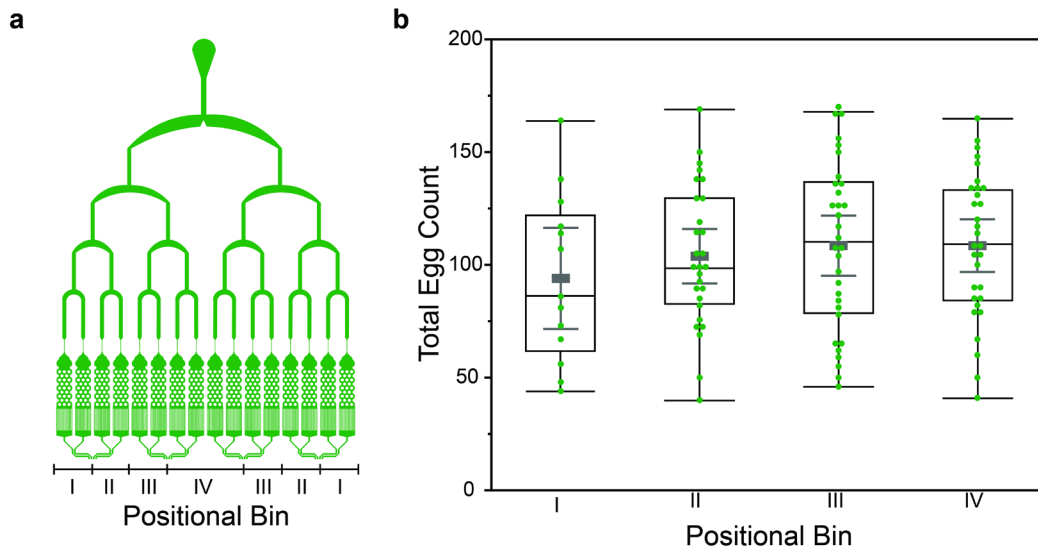 a
I II III IV III II I
Positional Bin
b
Total Egg Count
200
150
100
50
0
I II III IV
Positional Bin